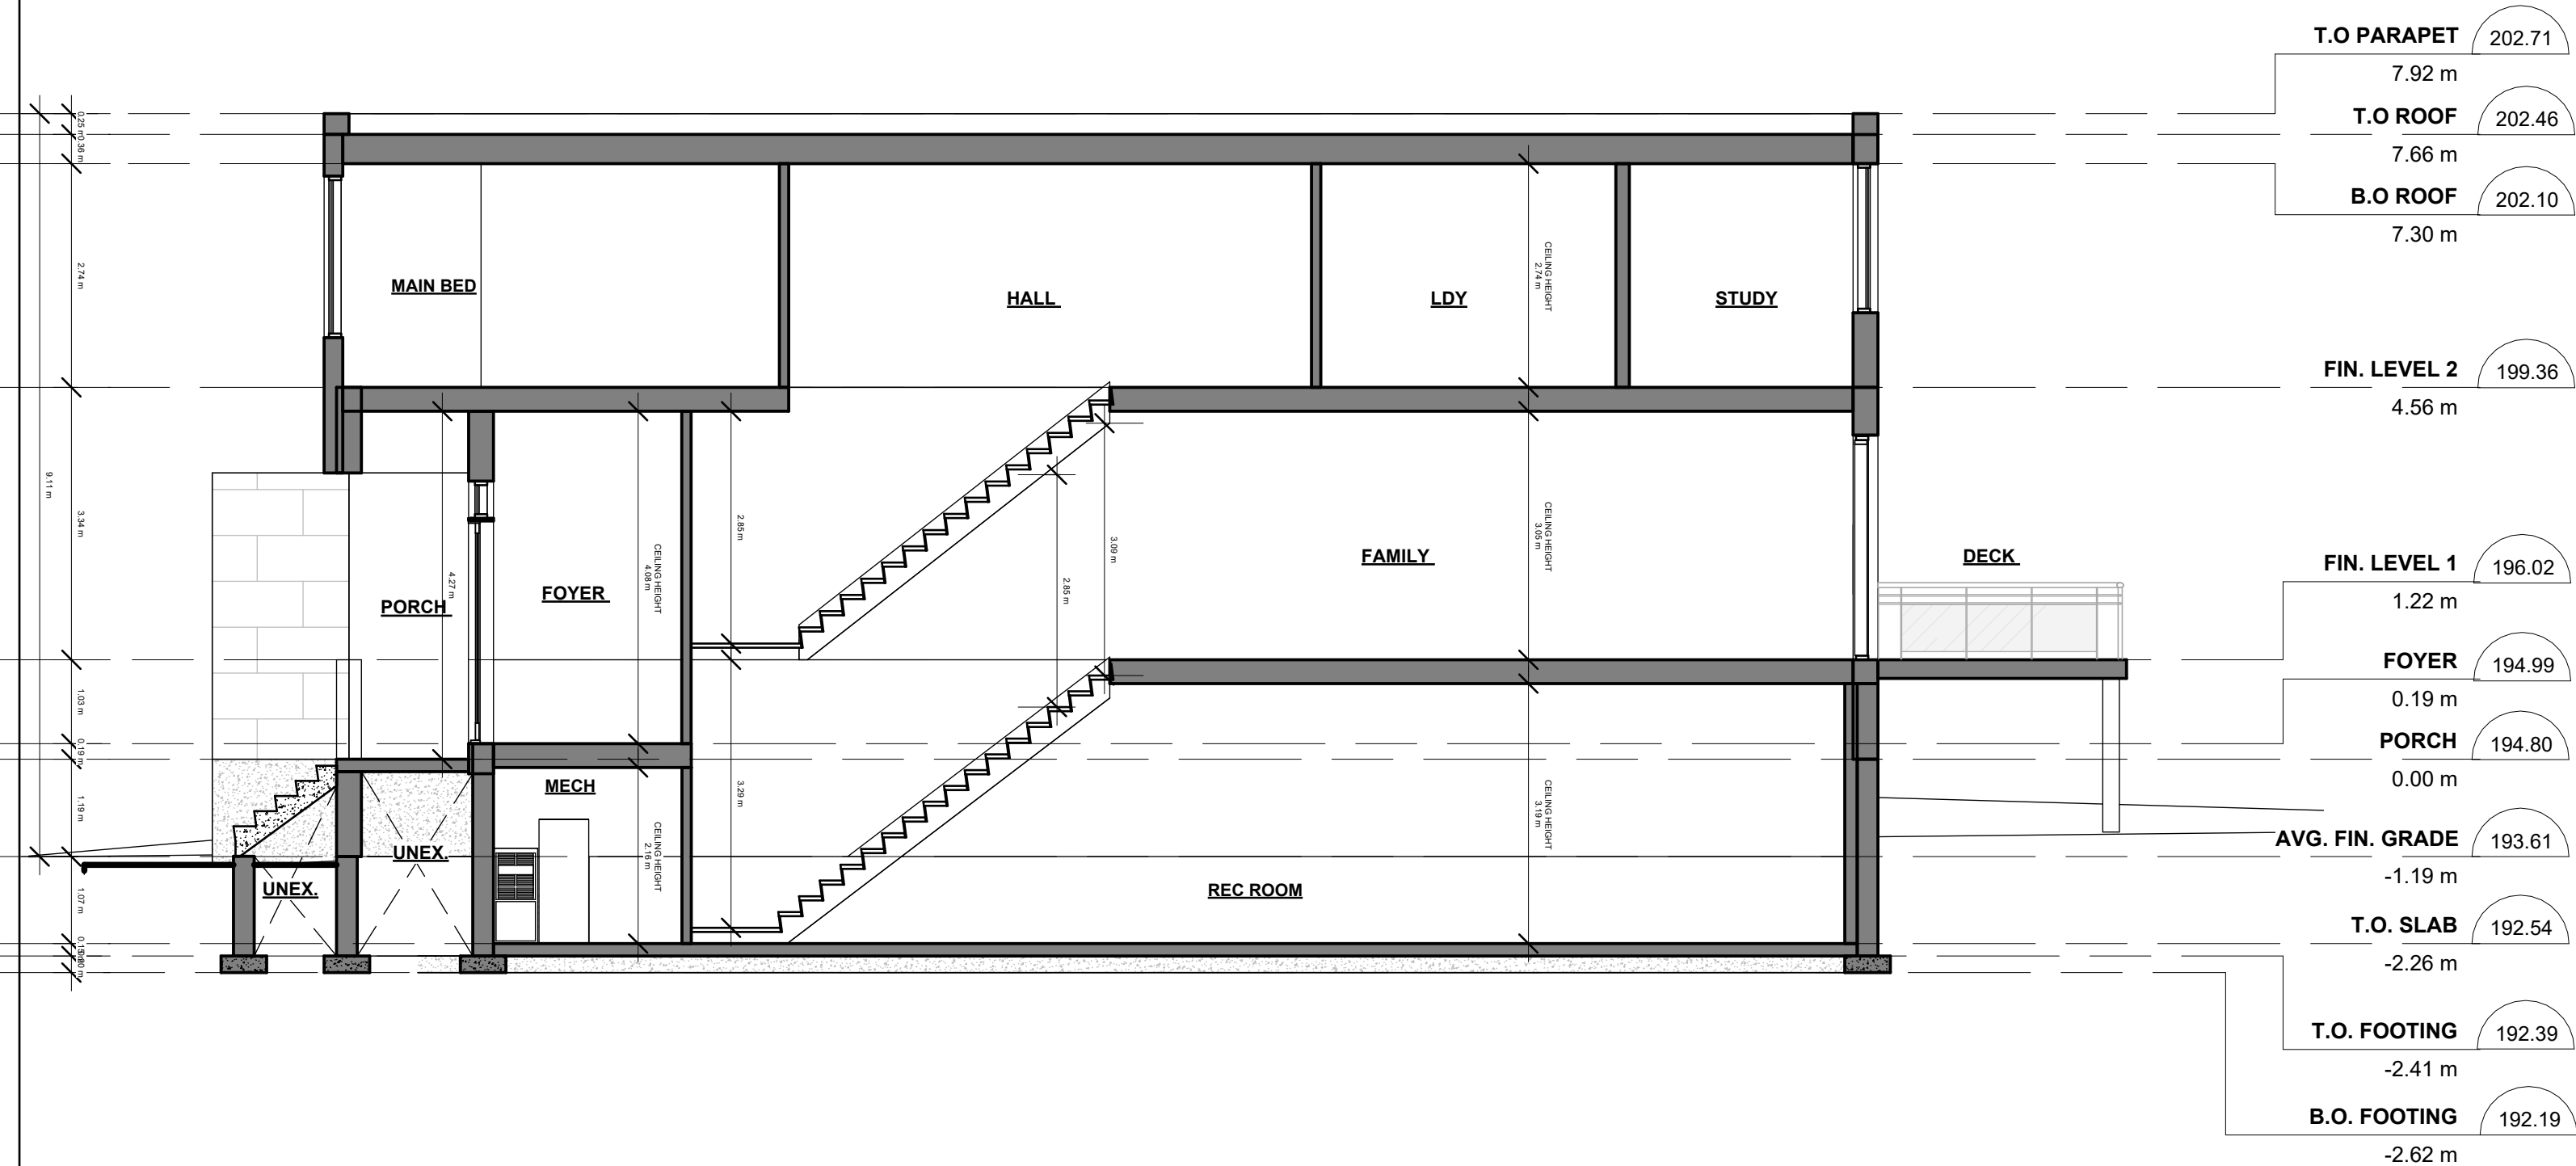 T.O PARAPET 202.71
7.92 m
T.O ROOF 202.46
7.66 m
B.O ROOF 202.10
7.30 m
FIN. LEVEL 2 199.36
4.56 m
FIN. LEVEL 1 196.02
1.22 m
FOYER 194.99
0.19 m
PORCH 194.80
0.00 m
AVG. FIN. GRADE 193.61
-1.19 m
T.O. SLAB 192.54
-2.26 m
T.O. FOOTING 192.39
-2.41 m
B.O. FOOTING 192.19
-2.62 m
0.25 m
0.36 m
2.74 m
3.34 m
1.03 m
0.19 m
1.19 m
1.07 m
9.11 m
MAIN BED
HALL
LDY
STUDY
CEILING HEIGHT
2.74 m
PORCH
4.27 m
FOYER
CEILING HEIGHT
4.08 m
2.85 m
2.85 m
3.09 m
FAMILY
CEILING HEIGHT
3.05 m
DECK
MECH
CEILING HEIGHT
2.16 m
3.29 m
REC ROOM
CEILING HEIGHT
3.19 m
UNEX.
UNEX.